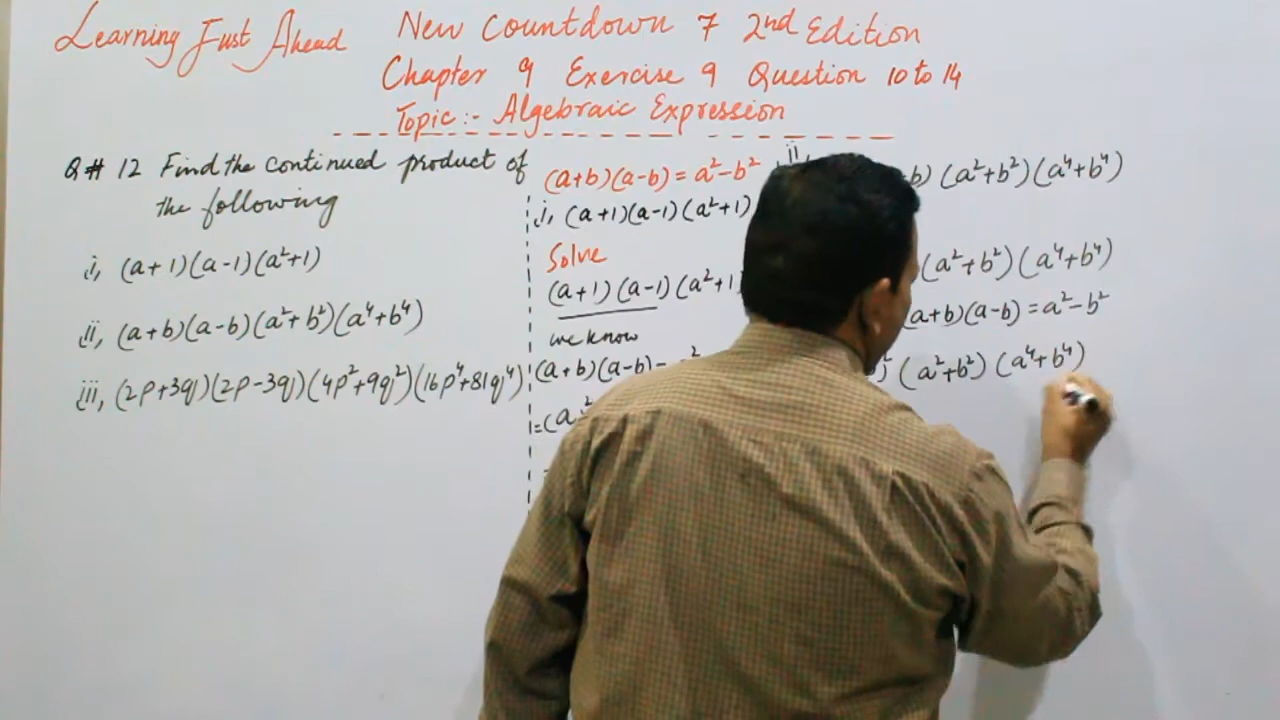 Learning Just Ahead
New Countdown 7 2nd Edition
Chapter 9 Exercise 9 Question 10 to 14
Topic:- Algebraic Expression
Q# 12 Find the continued product of
the following
i, (a+1)(a-1)(a²+1)
ii, (a+b)(a-b)(a²+b²)(a⁴+b⁴)
iii, (2p+3q)(2p-3q)(4p²+9q²)(16p⁴+81q⁴)
(a+b)(a-b)=a²-b²
i, (a+1)(a-1)(a²+1)
Solve
(a+1)(a-1)(a²+1
we know
(a+b)(a-b)=
=(a²
ii
b)(a²+b²)(a⁴+b⁴)
(a²+b²)(a⁴+b⁴)
(a+b)(a-b)=a²-b²
(a²+b²)(a⁴+b⁴)